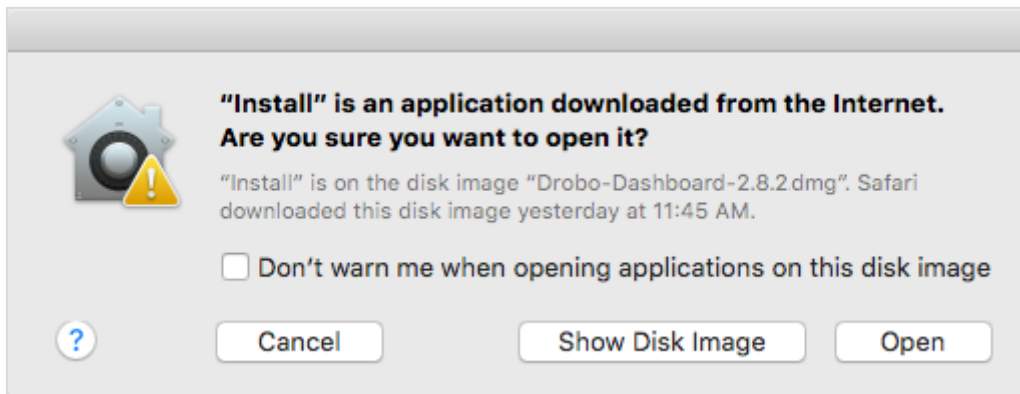 “Install” is an application downloaded from the Internet.
Are you sure you want to open it?
“Install” is on the disk image “Drobo-Dashboard-2.8.2 dmg”. Safari
downloaded this disk image yesterday at 11:45 AM.
Don’t warn me when opening applications on this disk image
? Cancel Show Disk Image Open